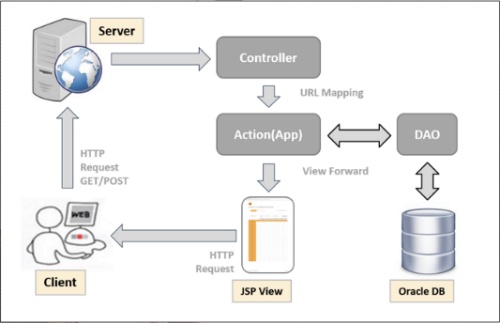 Server
Controller
URL Mapping
Action(App)
DAO
HTTP
Request
GET/POST
View Forward
WEB
HTTP
Request
Client
JSP View
Oracle DB